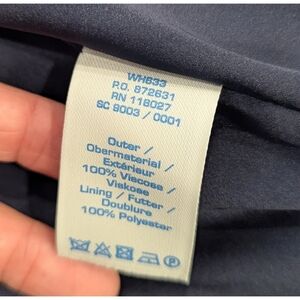 WH633
P.O. 872631
RN 118027
SC 9003 / 0001
Outer /
Obermaterial /
Extérieur
100% Viscose /
Viskose
Lining / Futter /
Doublure
100% Polyester
P